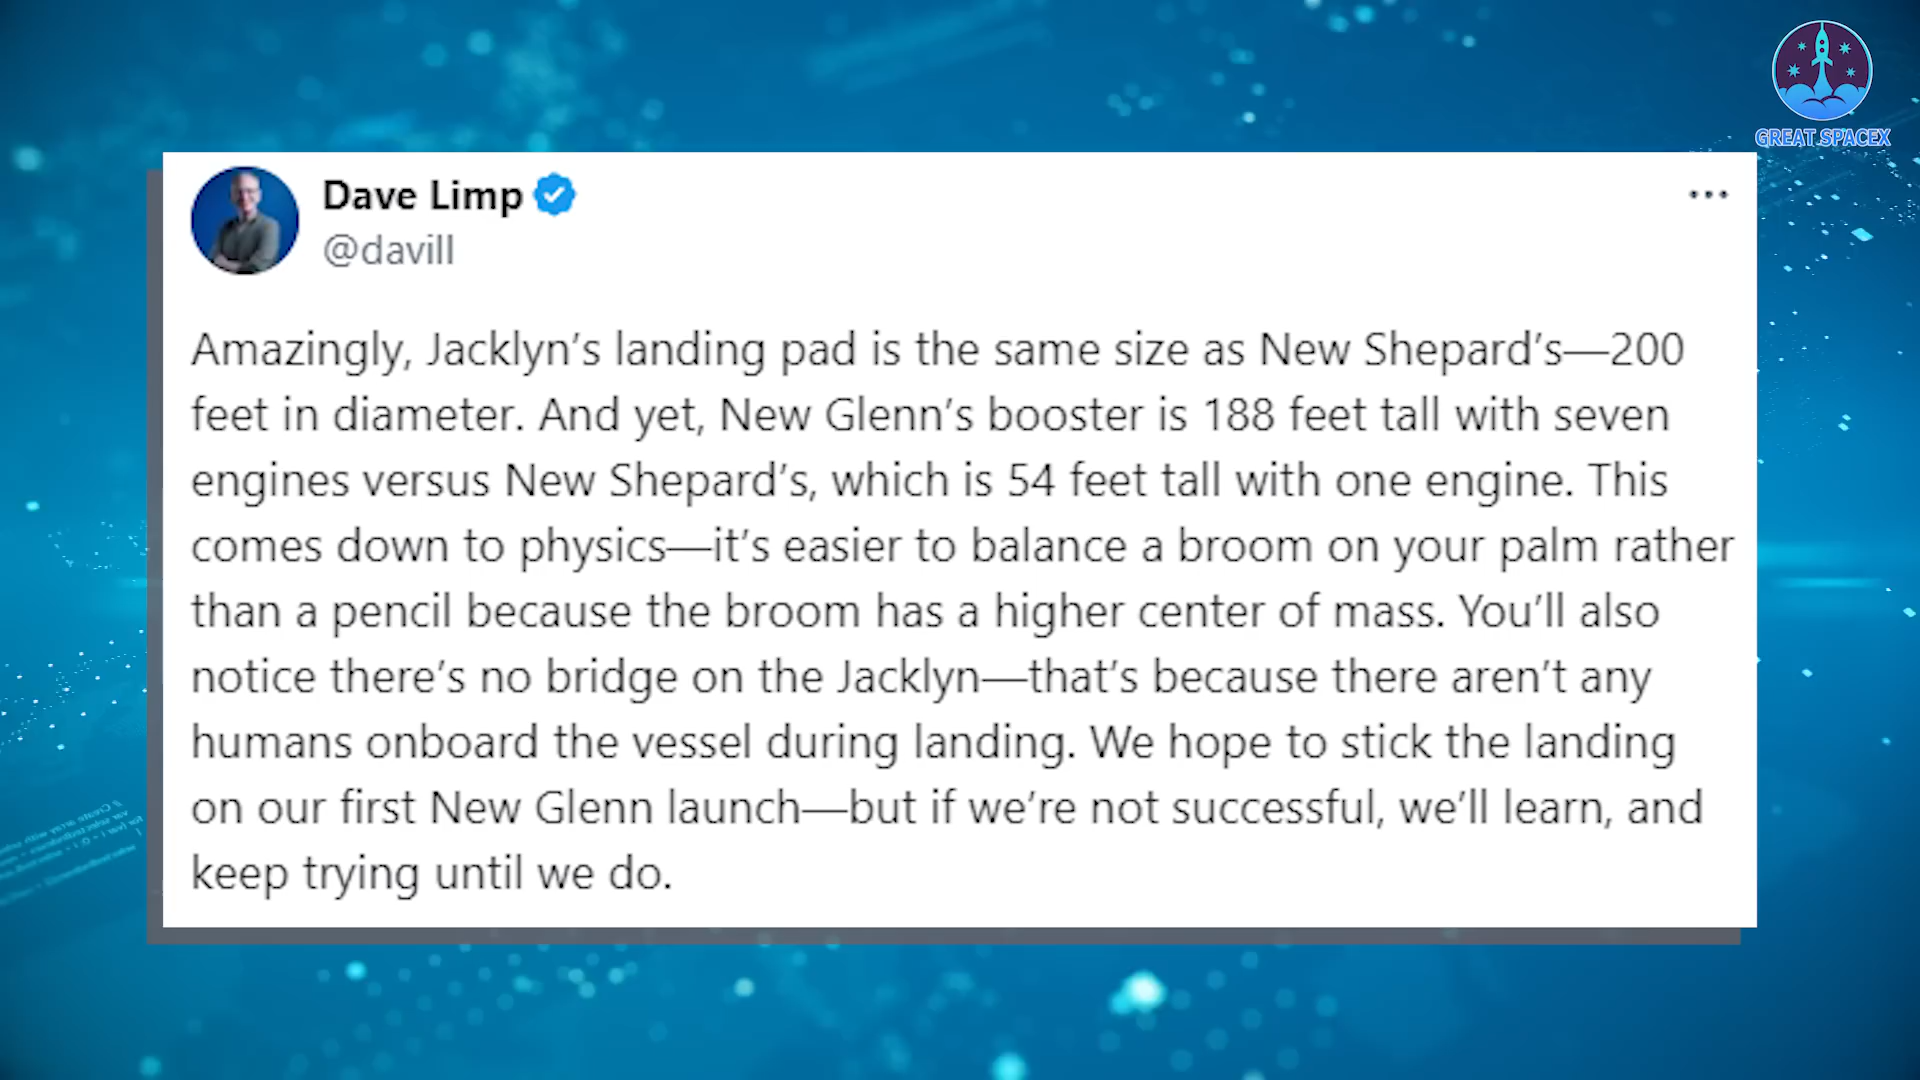 GREAT SPACEX
Dave Limp
@davill
Amazingly, Jacklyn’s landing pad is the same size as New Shepard’s—200
feet in diameter. And yet, New Glenn’s booster is 188 feet tall with seven
engines versus New Shepard’s, which is 54 feet tall with one engine. This
comes down to physics—it’s easier to balance a broom on your palm rather
than a pencil because the broom has a higher center of mass. You’ll also
notice there’s no bridge on the Jacklyn—that’s because there aren’t any
humans onboard the vessel during landing. We hope to stick the landing
on our first New Glenn launch—but if we’re not successful, we’ll learn, and
keep trying until we do.